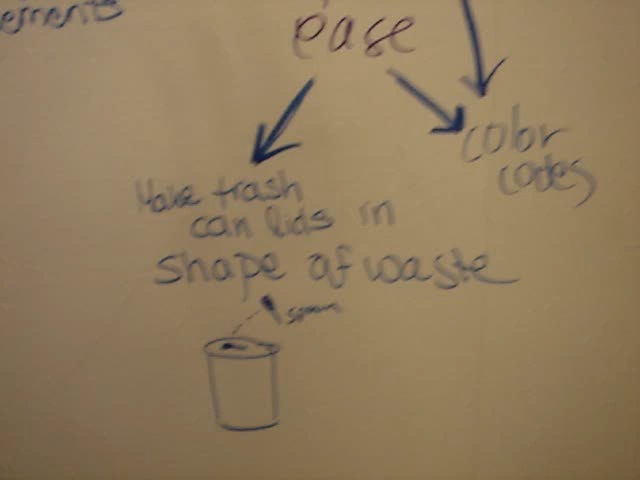 ease
color
codes
Make trash
can lids in
shape of waste